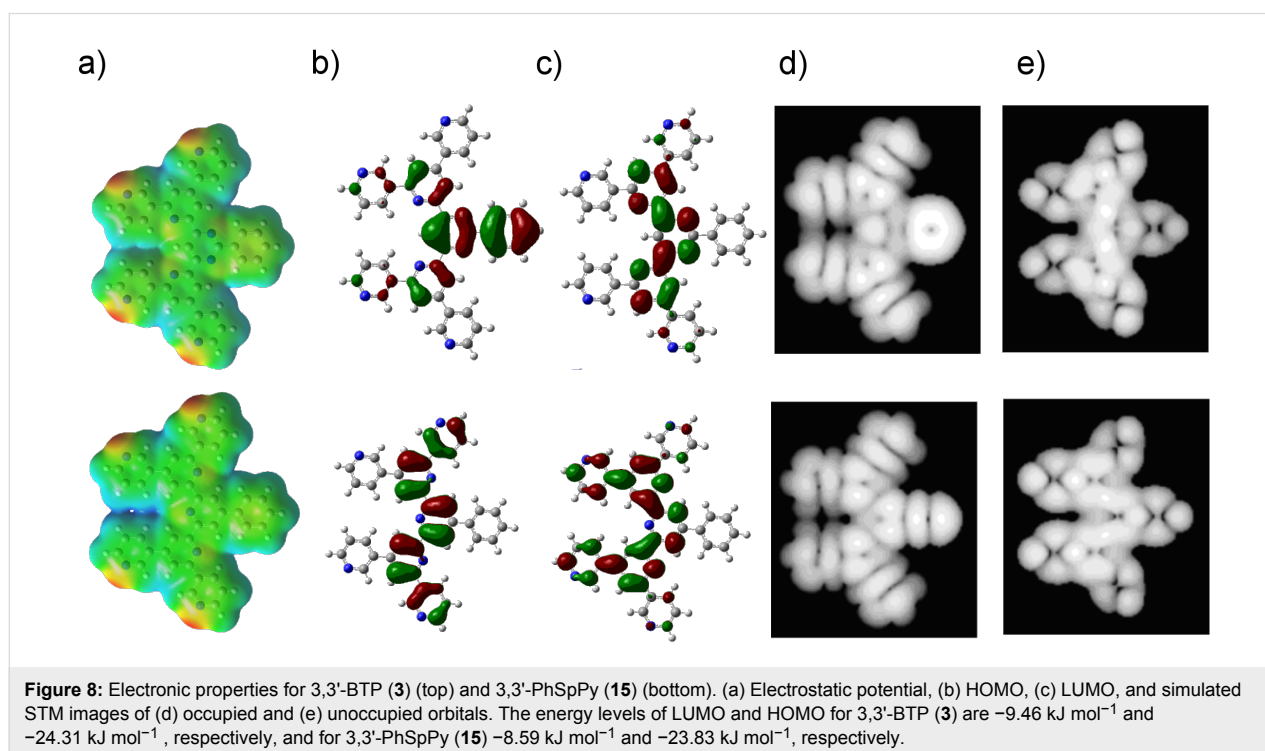 a) b) c) d) e)
Figure 8: Electronic properties for 3,3'-BTP (3) (top) and 3,3'-PhSpPy (15) (bottom). (a) Electrostatic potential, (b) HOMO, (c) LUMO, and simulated
STM images of (d) occupied and (e) unoccupied orbitals. The energy levels of LUMO and HOMO for 3,3'-BTP (3) are −9.46 kJ mol⁻¹ and
−24.31 kJ mol⁻¹ , respectively, and for 3,3'-PhSpPy (15) −8.59 kJ mol⁻¹ and −23.83 kJ mol⁻¹, respectively.